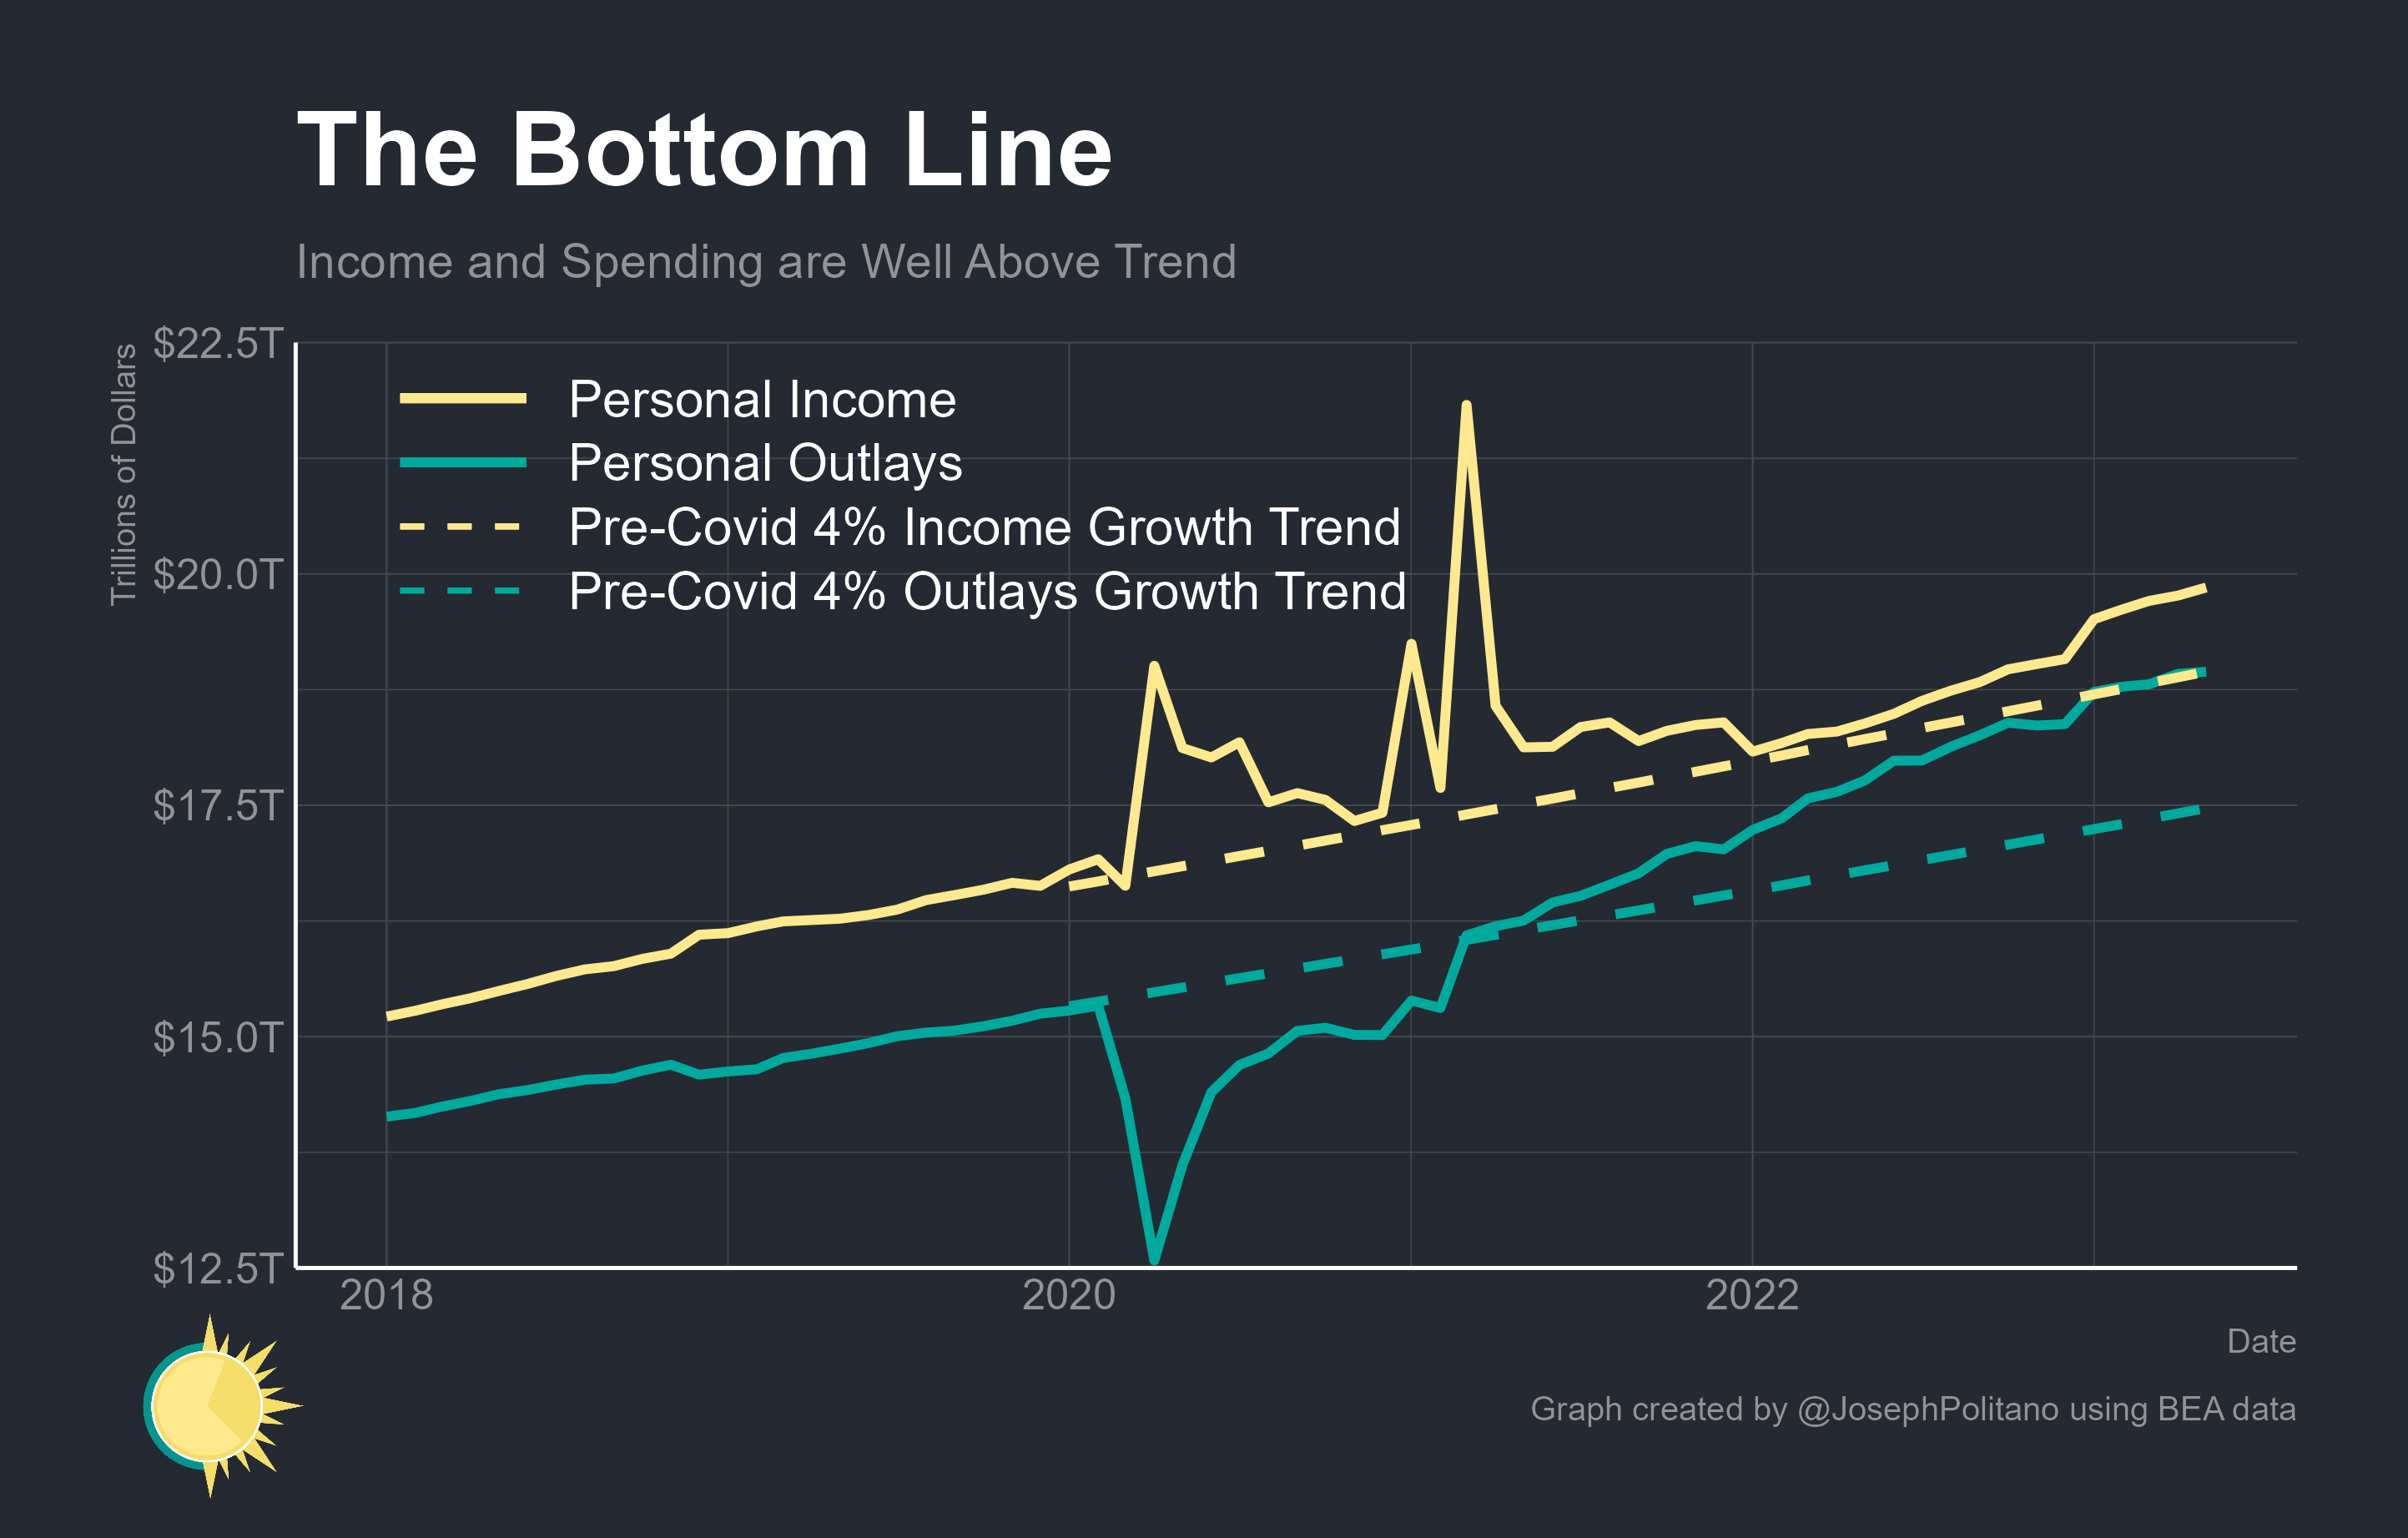 The Bottom Line
Income and Spending are Well Above Trend
Trillions of Dollars
$22.5T
$20.0T
$17.5T
$15.0T
$12.5T
Personal Income
Personal Outlays
Pre-Covid 4% Income Growth Trend
Pre-Covid 4% Outlays Growth Trend
2018
2020
2022
Date
Graph created by @JosephPolitano using BEA data